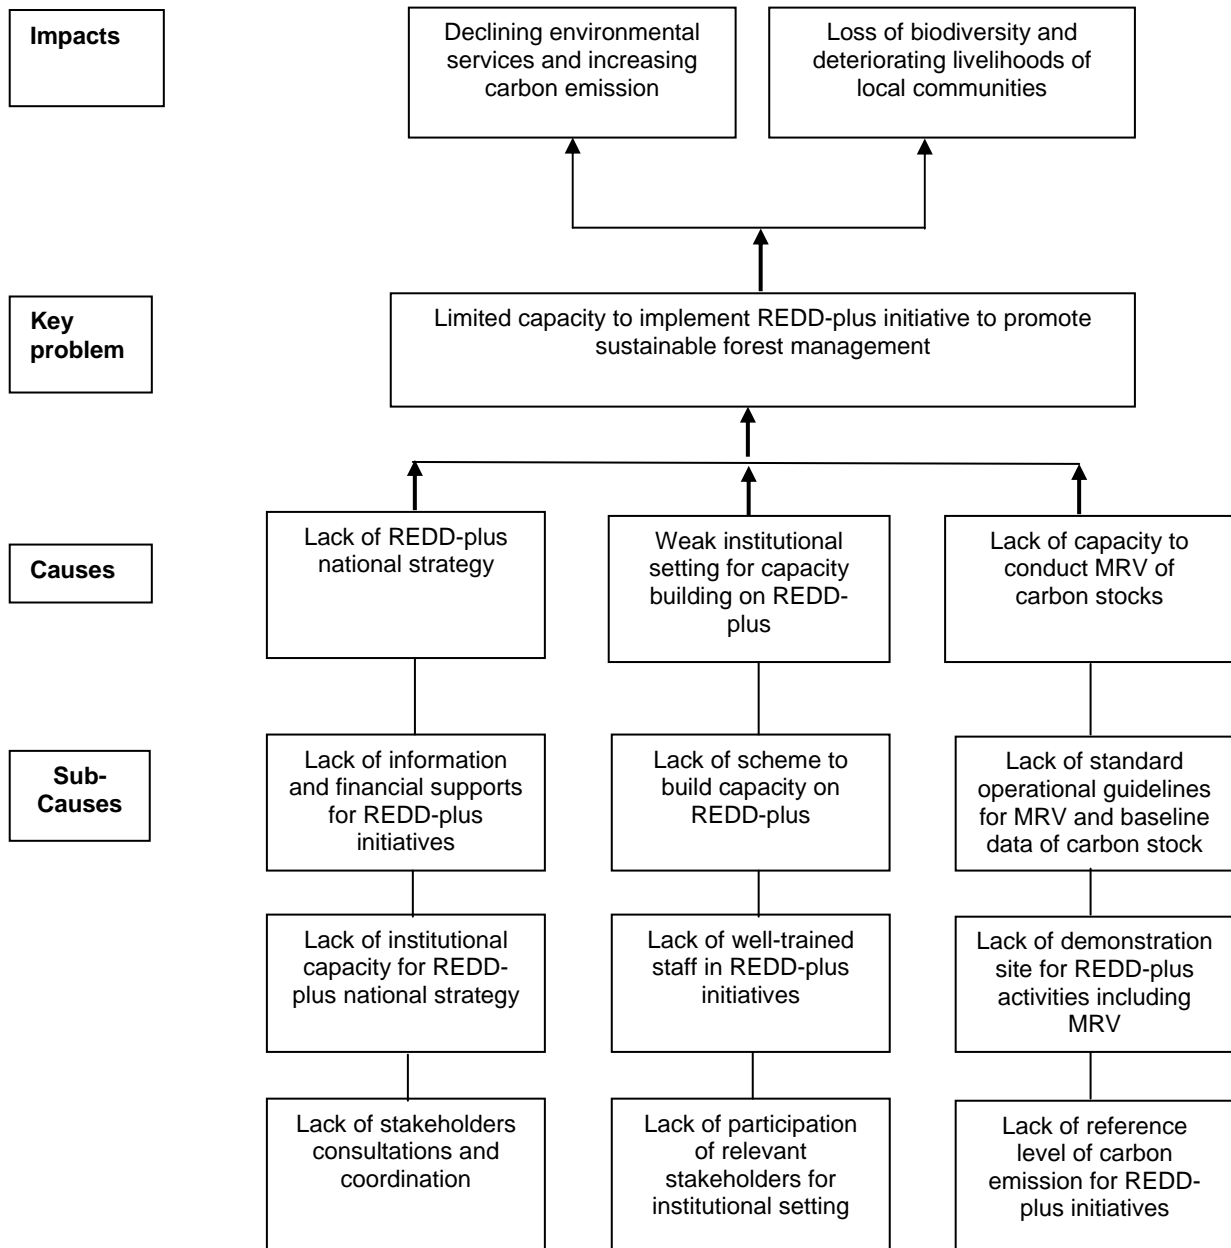 Impacts
Declining environmental
services and increasing
carbon emission
Loss of biodiversity and
deteriorating livelihoods of
local communities
Key
problem
Limited capacity to implement REDD-plus initiative to promote
sustainable forest management
Causes
Lack of REDD-plus
national strategy
Weak institutional
setting for capacity
building on REDD-
plus
Lack of capacity to
conduct MRV of
carbon stocks
Sub-
Causes
Lack of information
and financial supports
for REDD-plus
initiatives
Lack of scheme to
build capacity on
REDD-plus
Lack of standard
operational guidelines
for MRV and baseline
data of carbon stock
Lack of institutional
capacity for REDD-
plus national strategy
Lack of well-trained
staff in REDD-plus
initiatives
Lack of demonstration
site for REDD-plus
activities including
MRV
Lack of stakeholders
consultations and
coordination
Lack of participation
of relevant
stakeholders for
institutional setting
Lack of reference
level of carbon
emission for REDD-
plus initiatives